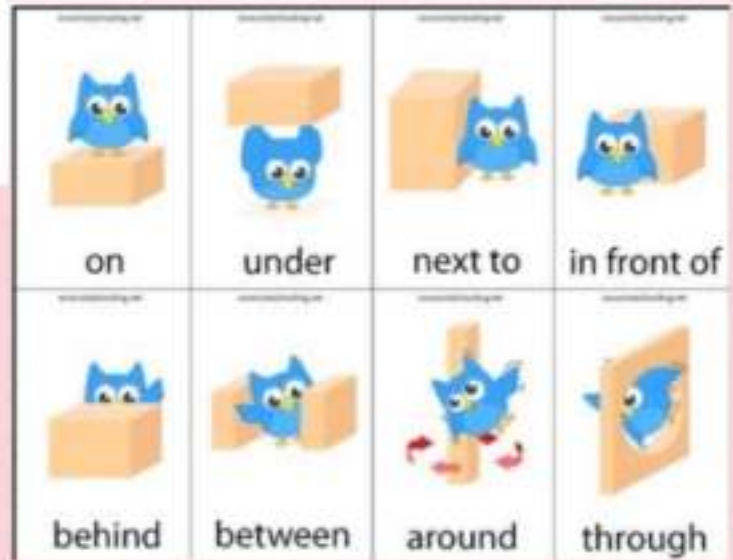 on
under
next to
in front of
behind
between
around
through